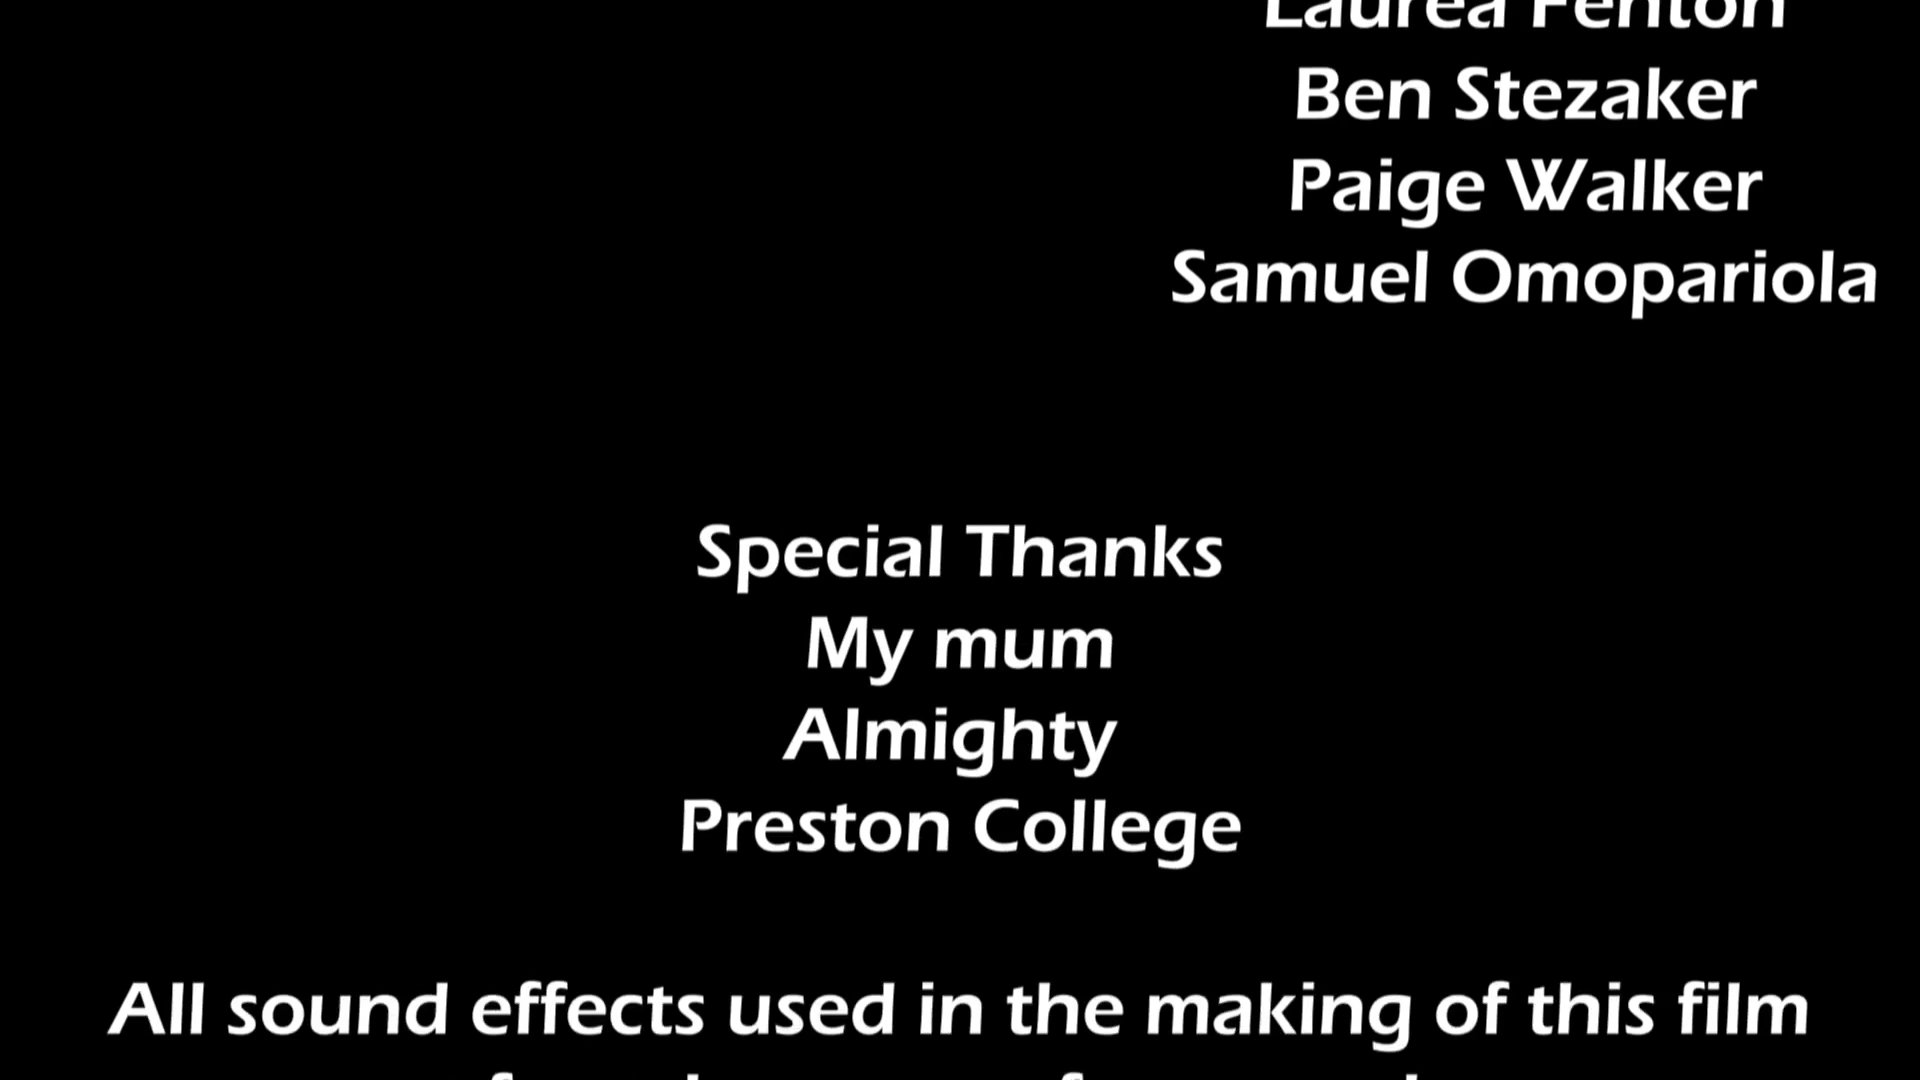 Laurea Fenton
Ben Stezaker
Paige Walker
Samuel Omopariola
Special Thanks
My mum
Almighty
Preston College
All sound effects used in the making of this film